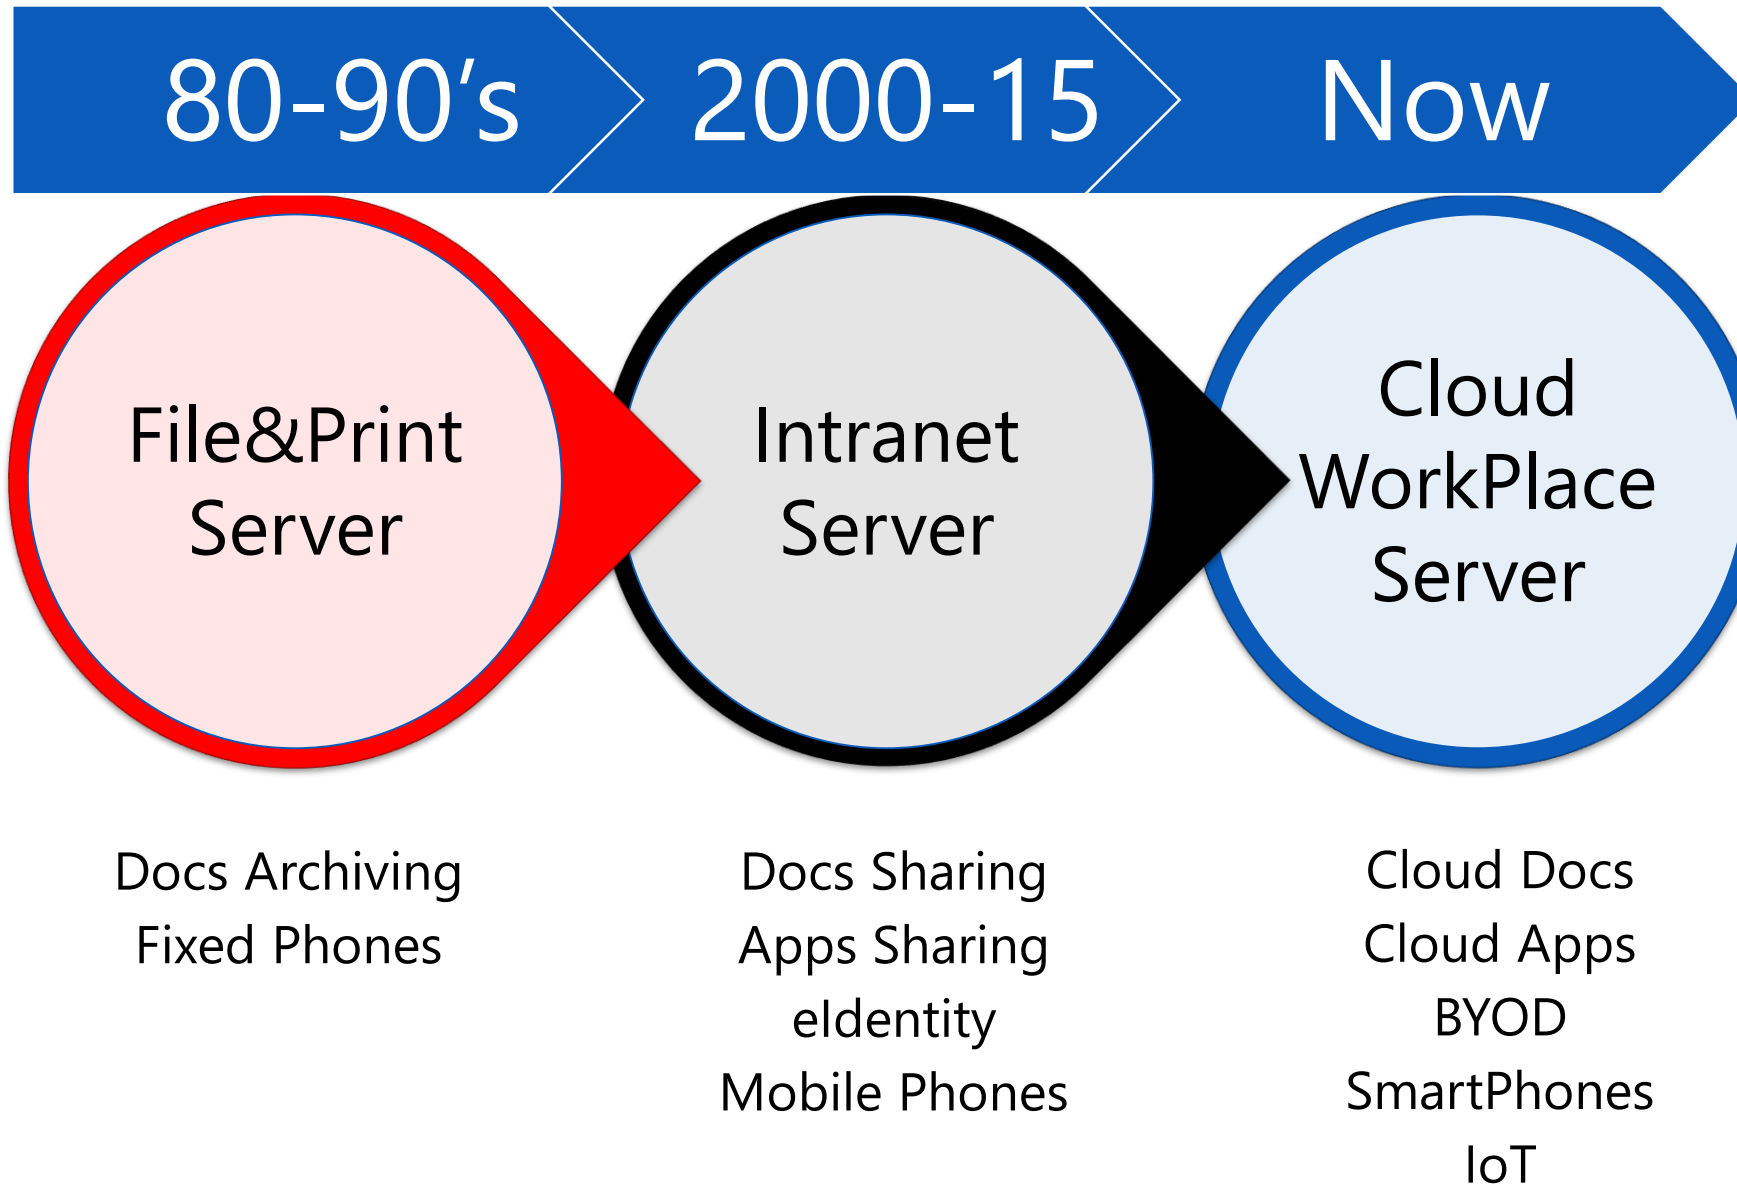 80-90’s
2000-15
Now
File&Print
Server
Intranet
Server
Cloud
WorkPlace
Server
Docs Archiving
Fixed Phones
Docs Sharing
Apps Sharing
eIdentity
Mobile Phones
Cloud Docs
Cloud Apps
BYOD
SmartPhones
IoT